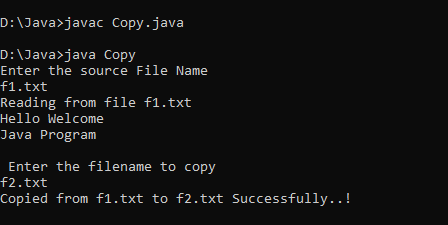 D:\Java>javac Copy.java
D:\Java>java Copy
Enter the source File Name
f1.txt
Reading from file f1.txt
Hello Welcome
Java Program
Enter the filename to copy
f2.txt
Copied from f1.txt to f2.txt Successfully..!